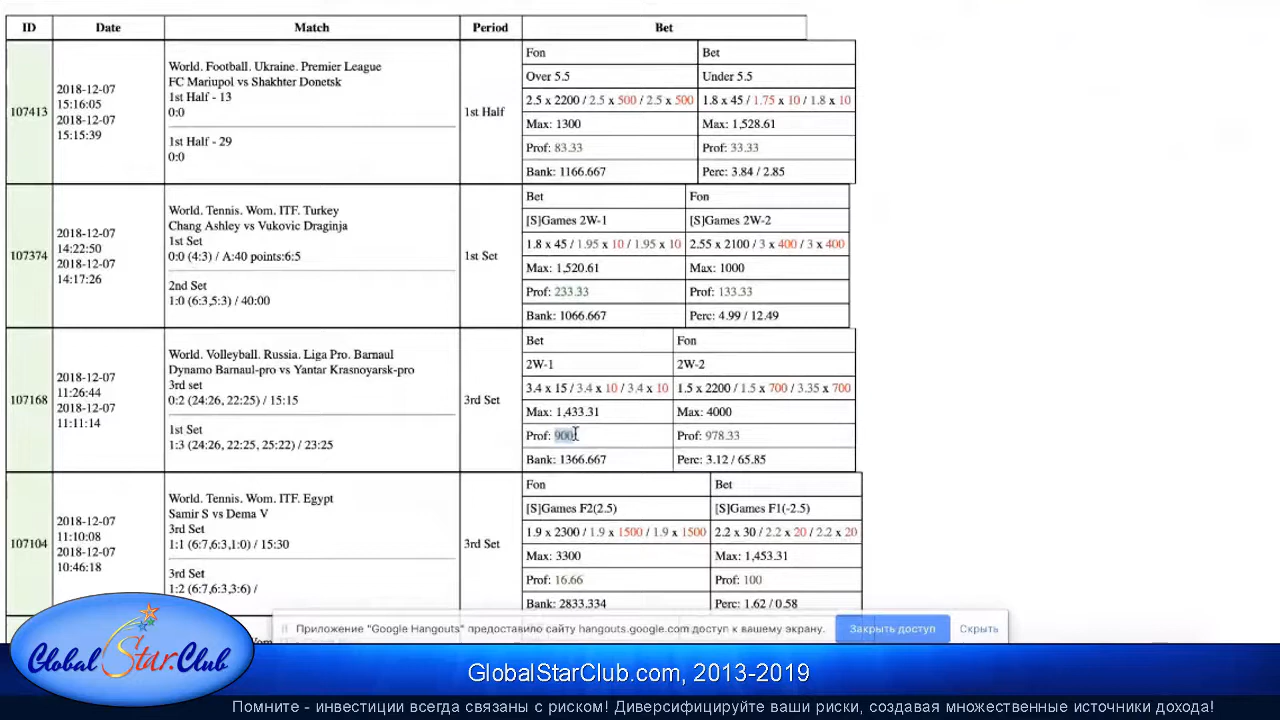 ID Date Match Period Bet
107413
2018-12-07
15:16:05
2018-12-07
15:15:39
World. Football. Ukraine. Premier League
FC Mariupol vs Shakhter Donetsk
1st Half - 13
0:0
1st Half - 29
0:0
1st Half
Fon Bet
Over 5.5 Under 5.5
2.5 x 2200 / 2.5 x 500 / 2.5 x 500 1.8 x 45 / 1.75 x 10 / 1.8 x 10
Max: 1300 Max: 1,528.61
Prof: 83.33 Prof: 33.33
Bank: 1166.667 Perc: 3.84 / 2.85
107374
2018-12-07
14:22:50
2018-12-07
14:17:26
World. Tennis. Wom. ITF. Turkey
Chang Ashley vs Vukovic Draginja
1st Set
0:0 (4:3) / A:40 points:6:5
2nd Set
1:0 (6:3,5:3) / 40:00
1st Set
Bet Fon
[S]Games 2W-1 [S]Games 2W-2
1.8 x 45 / 1.95 x 10 / 1.95 x 10 2.55 x 2100 / 3 x 400 / 3 x 400
Max: 1,520.61 Max: 1000
Prof: 233.33 Prof: 133.33
Bank: 1066.667 Perc: 4.99 / 12.49
107168
2018-12-07
11:26:44
2018-12-07
11:11:14
World. Volleyball. Russia. Liga Pro. Barnaul
Dynamo Barnaul-pro vs Yantar Krasnoyarsk-pro
3rd set
0:2 (24:26, 22:25) / 15:15
1st Set
1:3 (24:26, 22:25, 25:22) / 23:25
3rd Set
Bet Fon
2W-1 2W-2
3.4 x 15 / 3.4 x 10 / 3.4 x 10 1.5 x 2200 / 1.5 x 700 / 3.35 x 700
Max: 1,433.31 Max: 4000
Prof: 900 Prof: 978.33
Bank: 1366.667 Perc: 3.12 / 65.85
107104
2018-12-07
11:10:08
2018-12-07
10:46:18
World. Tennis. Wom. ITF. Egypt
Samir S vs Dema V
3rd Set
1:1 (6:7,6:3,1:0) / 15:30
3rd Set
1:2 (6:7,6:3,3:6) /
3rd Set
Fon Bet
[S]Games F2(2.5) [S]Games F1(-2.5)
1.9 x 2300 / 1.9 x 1500 / 1.9 x 1500 2.2 x 30 / 2.2 x 20 / 2.2 x 20
Max: 3300 Max: 1,453.31
Prof: 16.66 Prof: 100
Bank: 2833.334 Perc: 1.62 / 0.58
Приложение "Google Hangouts" предоставило сайту hangouts.google.com доступ к вашему экрану. Закрыть доступ Скрыть
Global Star.Club
GlobalStarClub.com, 2013-2019
Помните - инвестиции всегда связаны с риском! Диверсифицируйте ваши риски, создавая множественные источники дохода!